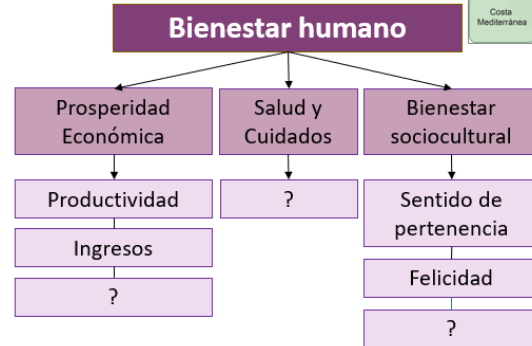 Costa
Mediterránea
Bienestar humano
Prosperidad
Económica
Salud y
Cuidados
Bienestar
sociocultural
Productividad
?
Sentido de
pertenencia
Ingresos
Felicidad
?
?